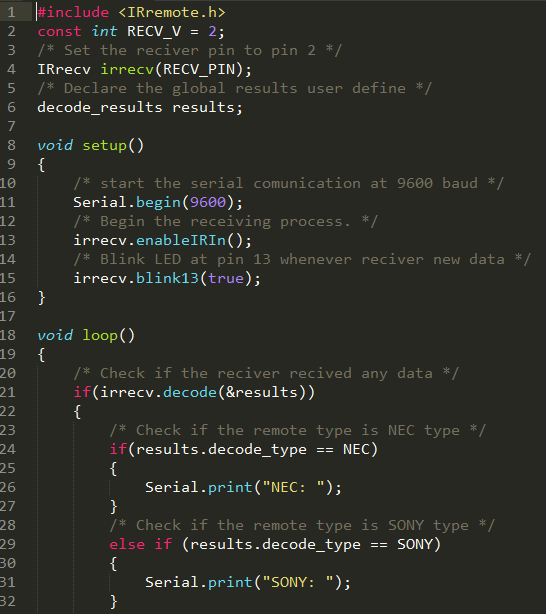 1 #include <IRremote.h>
2 const int RECV_V = 2;
3 /* Set the reciver pin to pin 2 */
4 IRrecv irrecv(RECV_PIN);
5 /* Declare the global results user define */
6 decode_results results;
7
8 void setup()
9 {
10     /* start the serial comunication at 9600 baud */
11     Serial.begin(9600);
12     /* Begin the receiving process. */
13     irrecv.enableIRIn();
14     /* Blink LED at pin 13 whenever reciver new data */
15     irrecv.blink13(true);
16 }
17
18 void loop()
19 {
20     /* Check if the reciver recived any data */
21     if(irrecv.decode(&results))
22     {
23         /* Check if the remote type is NEC type */
24         if(results.decode_type == NEC)
25         {
26             Serial.print("NEC: ");
27         }
28         /* Check if the remote type is SONY type */
29         else if (results.decode_type == SONY)
30         {
31             Serial.print("SONY: ");
32         }